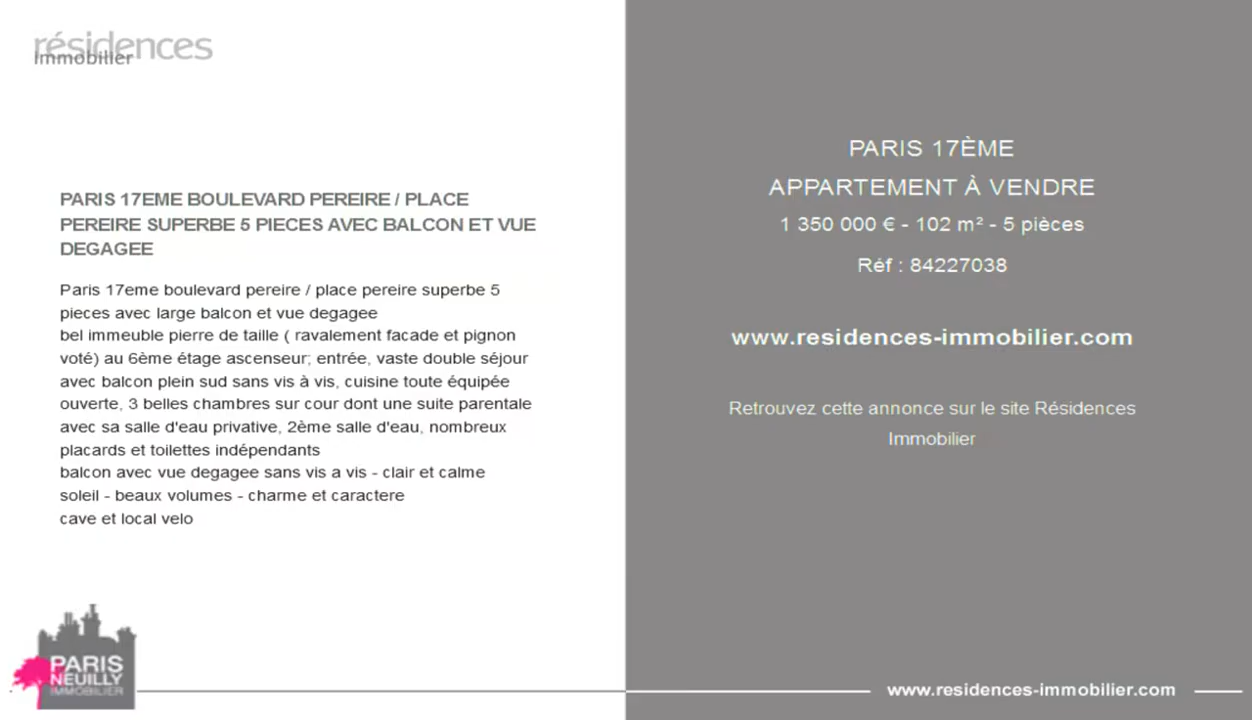 résidences
Immobilier
PARIS 17EME BOULEVARD PEREIRE / PLACE
PEREIRE SUPERBE 5 PIECES AVEC BALCON ET VUE
DEGAGEE
Paris 17eme boulevard pereire / place pereire superbe 5
pieces avec large balcon et vue degagee
bel immeuble pierre de taille ( ravalement facade et pignon
voté) au 6ème étage ascenseur; entrée, vaste double séjour
avec balcon plein sud sans vis à vis, cuisine toute équipée
ouverte, 3 belles chambres sur cour dont une suite parentale
avec sa salle d'eau privative, 2ème salle d'eau, nombreux
placards et toilettes indépendants
balcon avec vue degagee sans vis a vis - clair et calme
soleil - beaux volumes - charme et caractere
cave et local velo
PARIS
NEUILLY
IMMOBILIER
PARIS 17ÈME
APPARTEMENT À VENDRE
1 350 000 € - 102 m² - 5 pièces
Réf : 84227038
www.residences-immobilier.com
Retrouvez cette annonce sur le site Résidences
Immobilier
www.residences-immobilier.com